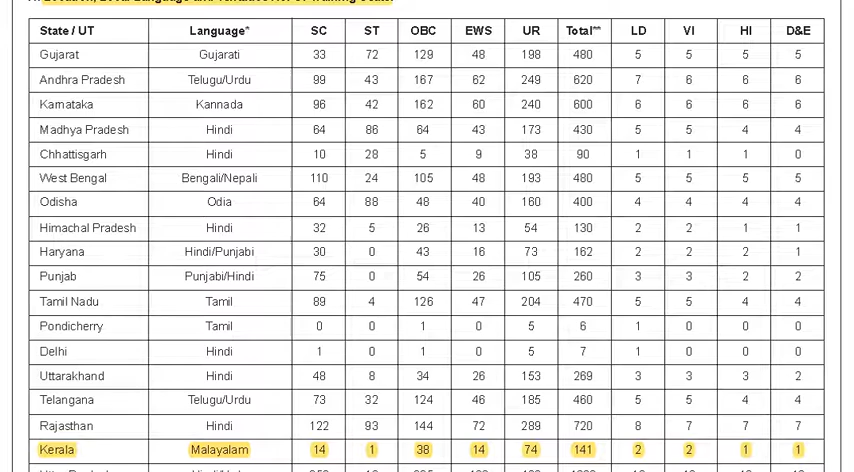 State / UT Language* SC ST OBC EWS UR Total** LD VI HI D&E
Gujarat Gujarati 33 72 129 48 198 480 5 5 5 5
Andhra Pradesh Telugu/Urdu 99 43 167 62 249 620 7 6 6 6
Karnataka Kannada 96 42 162 60 240 600 6 6 6 6
Madhya Pradesh Hindi 64 86 64 43 173 430 5 5 4 4
Chhattisgarh Hindi 10 28 5 9 38 90 1 1 1 0
West Bengal Bengali/Nepali 110 24 105 48 193 480 5 5 5 5
Odisha Odia 64 88 48 40 160 400 4 4 4 4
Himachal Pradesh Hindi 32 5 26 13 54 130 2 2 1 1
Haryana Hindi/Punjabi 30 0 43 16 73 162 2 2 2 1
Punjab Punjabi/Hindi 75 0 54 26 105 260 3 3 2 2
Tamil Nadu Tamil 89 4 126 47 204 470 5 5 4 4
Pondicherry Tamil 0 0 1 0 5 6 1 0 0 0
Delhi Hindi 1 0 1 0 5 7 1 0 0 0
Uttarakhand Hindi 48 8 34 26 153 269 3 3 3 2
Telangana Telugu/Urdu 73 32 124 46 185 460 5 5 4 4
Rajasthan Hindi 122 93 144 72 289 720 8 7 7 7
Kerala Malayalam 14 1 38 14 74 141 2 2 1 1